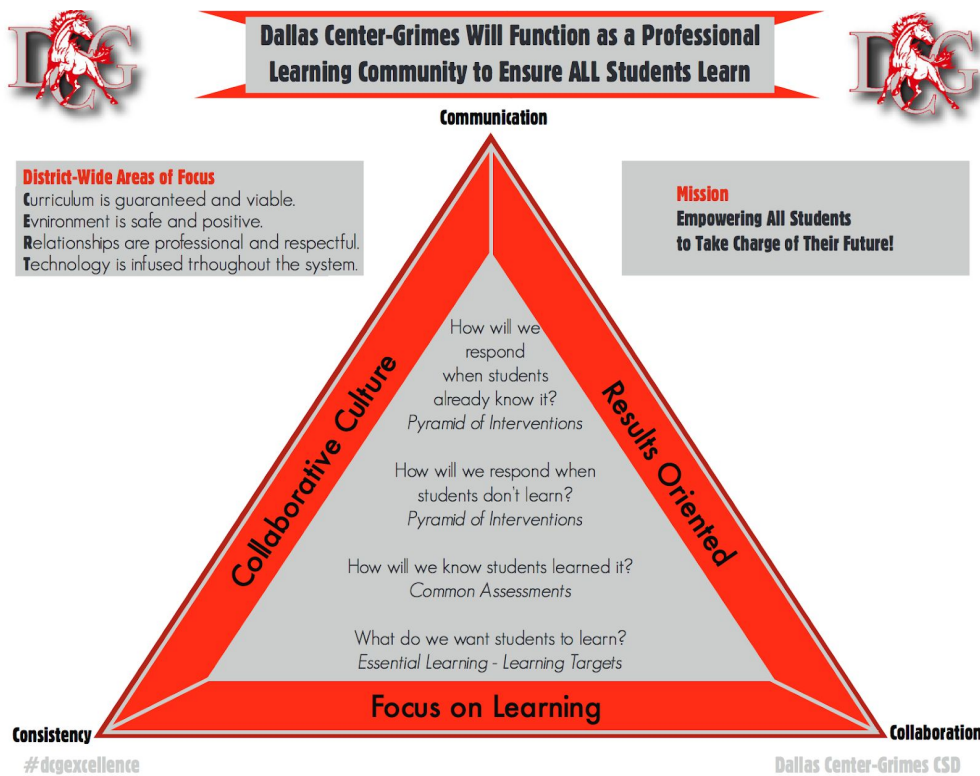 DCG
Dallas Center-Grimes Will Function as a Professional
Learning Community to Ensure ALL Students Learn
DCG
Communication
District-Wide Areas of Focus
Curriculum is guaranteed and viable.
Evnironment is safe and positive.
Relationships are professional and respectful.
Technology is infused trhoughout the system.
Mission
Empowering All Students
to Take Charge of Their Future!
Collaborative Culture
How will we
respond
when students
already know it?
Pyramid of Interventions
How will we respond when
students don't learn?
Pyramid of Interventions
How will we know students learned it?
Common Assessments
What do we want students to learn?
Essential Learning - Learning Targets
Results Oriented
Focus on Learning
Consistency
Collaboration
#dcgexcellence
Dallas Center-Grimes CSD